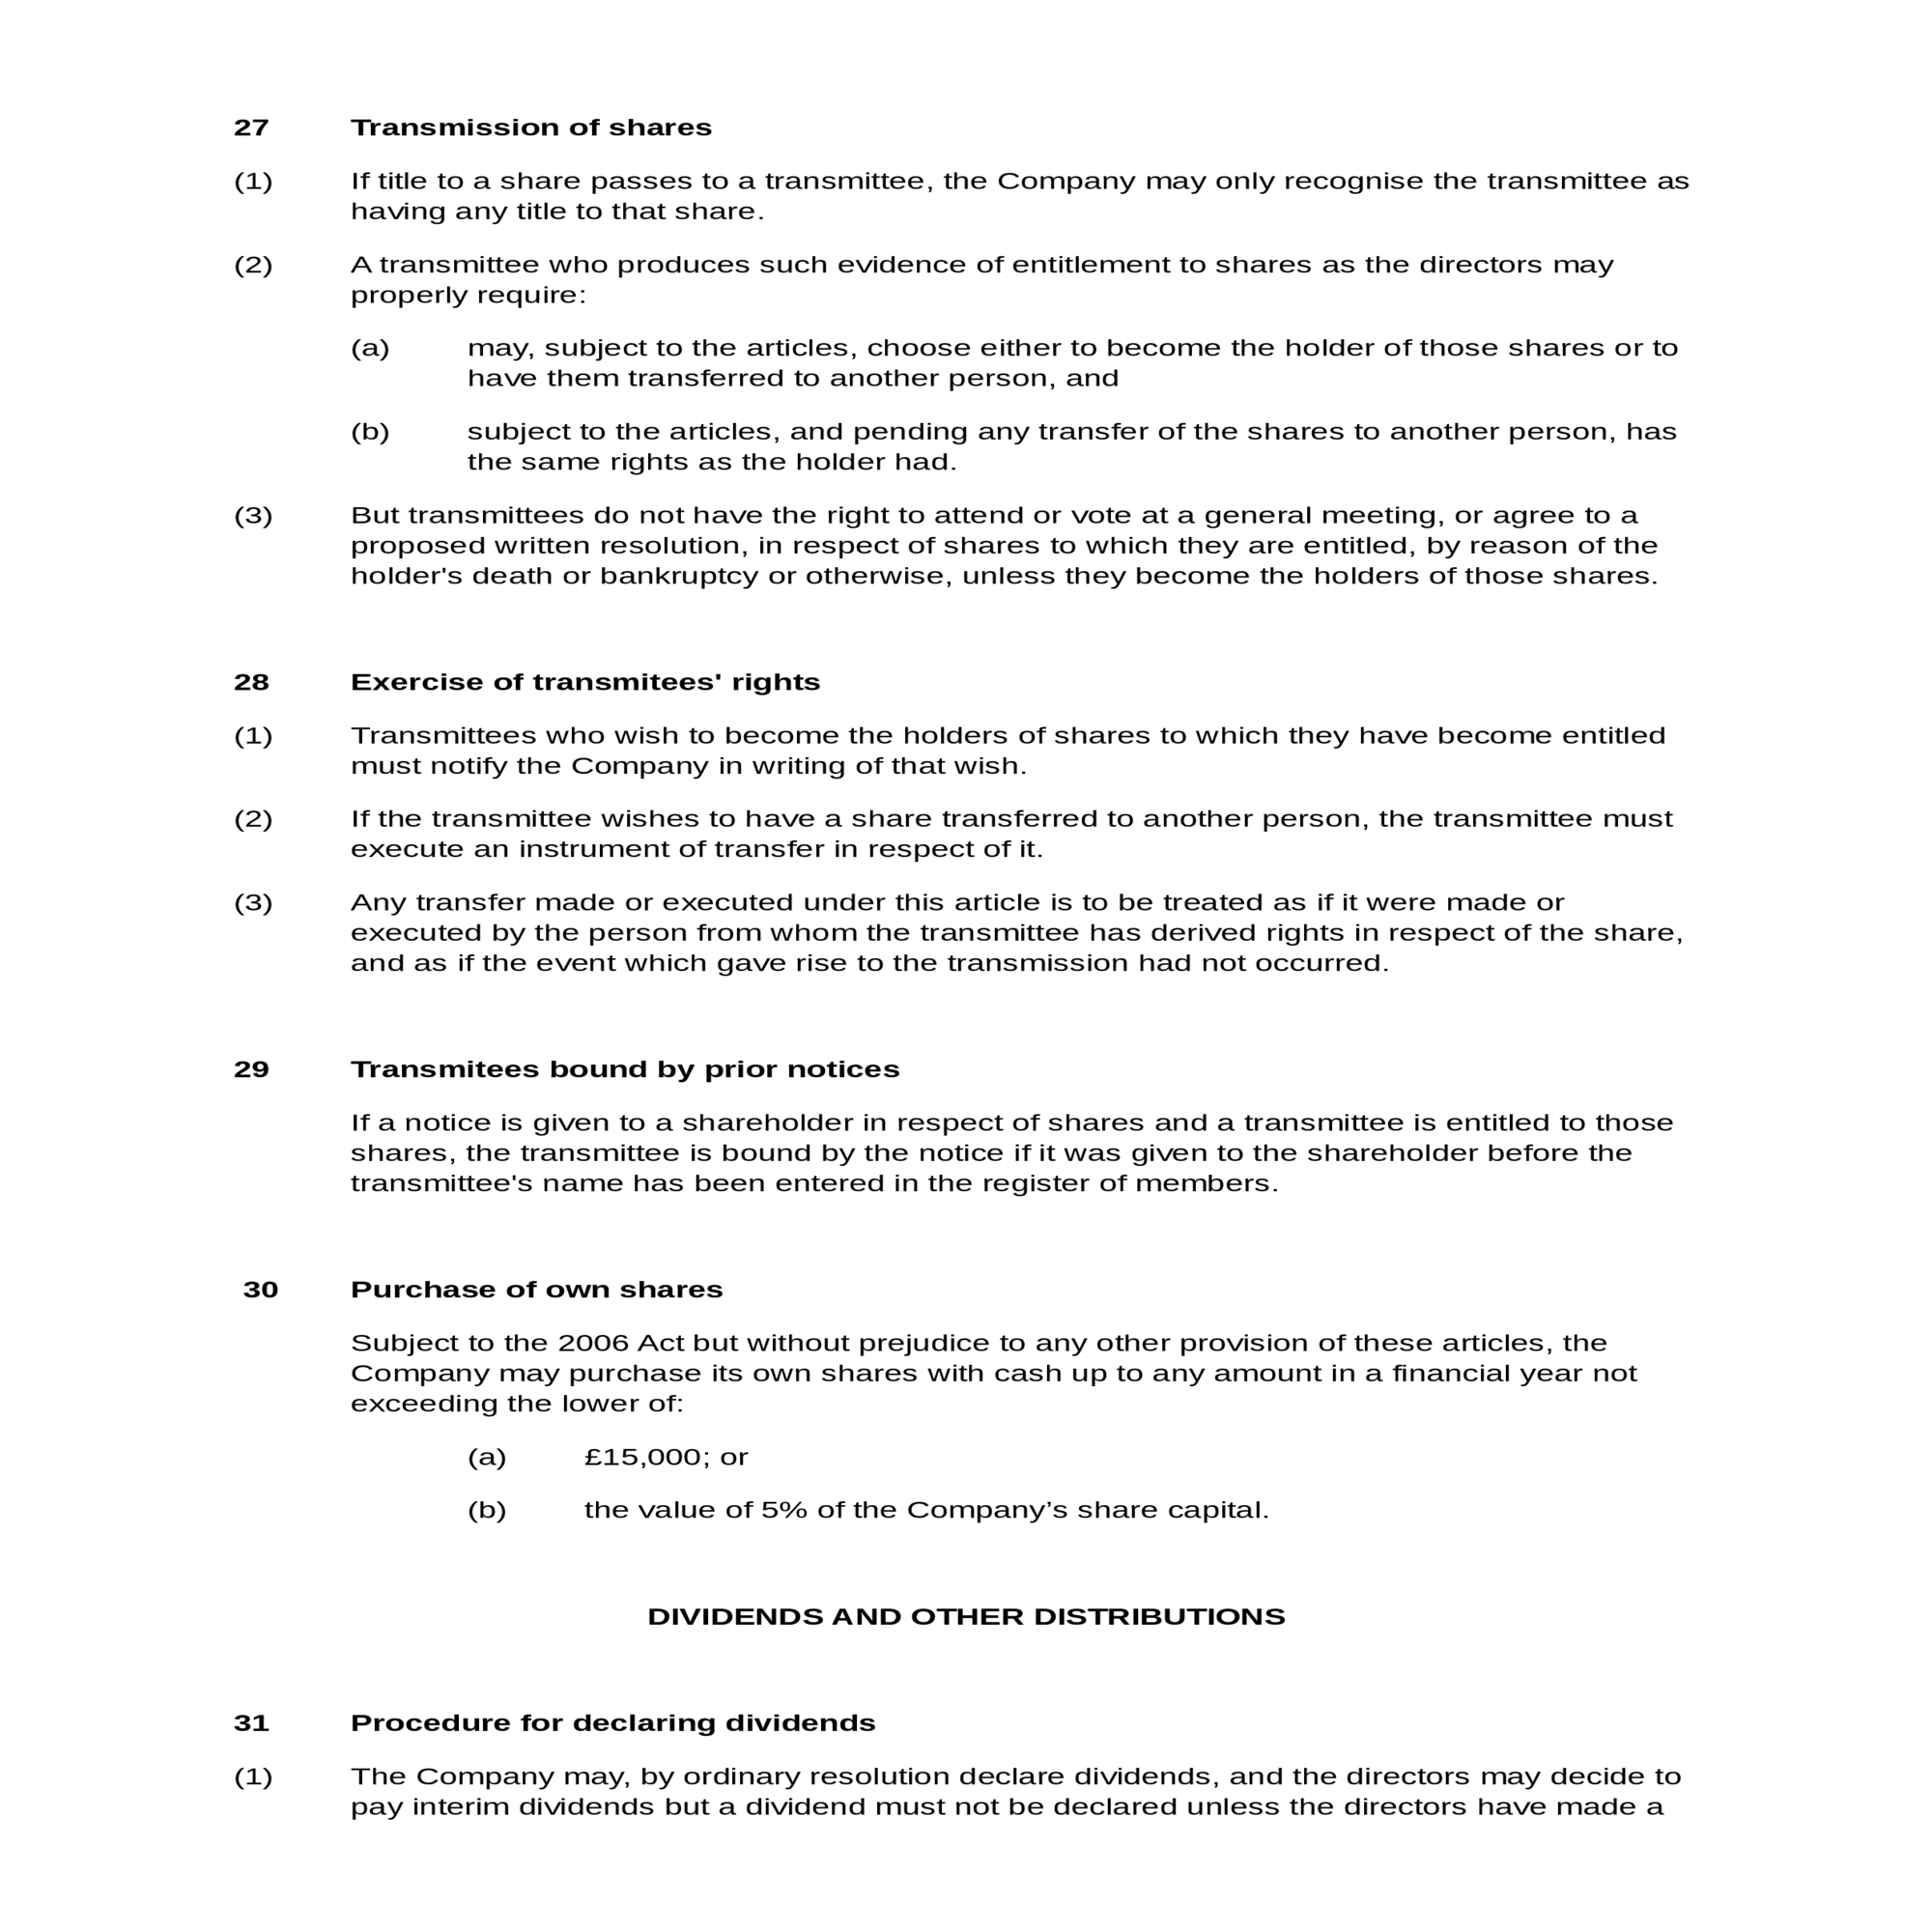 27 Transmission of shares
(1) If title to a share passes to a transmittee, the Company may only recognise the transmittee as
having any title to that share.
(2) A transmittee who produces such evidence of entitlement to shares as the directors may
properly require:
(a) may, subject to the articles, choose either to become the holder of those shares or to
have them transferred to another person, and
(b) subject to the articles, and pending any transfer of the shares to another person, has
the same rights as the holder had.
(3) But transmittees do not have the right to attend or vote at a general meeting, or agree to a
proposed written resolution, in respect of shares to which they are entitled, by reason of the
holder's death or bankruptcy or otherwise, unless they become the holders of those shares.
28 Exercise of transmitees' rights
(1) Transmittees who wish to become the holders of shares to which they have become entitled
must notify the Company in writing of that wish.
(2) If the transmittee wishes to have a share transferred to another person, the transmittee must
execute an instrument of transfer in respect of it.
(3) Any transfer made or executed under this article is to be treated as if it were made or
executed by the person from whom the transmittee has derived rights in respect of the share,
and as if the event which gave rise to the transmission had not occurred.
29 Transmitees bound by prior notices
If a notice is given to a shareholder in respect of shares and a transmittee is entitled to those
shares, the transmittee is bound by the notice if it was given to the shareholder before the
transmittee's name has been entered in the register of members.
30 Purchase of own shares
Subject to the 2006 Act but without prejudice to any other provision of these articles, the
Company may purchase its own shares with cash up to any amount in a financial year not
exceeding the lower of:
(a) £15,000; or
(b) the value of 5% of the Company’s share capital.
DIVIDENDS AND OTHER DISTRIBUTIONS
31 Procedure for declaring dividends
(1) The Company may, by ordinary resolution declare dividends, and the directors may decide to
pay interim dividends but a dividend must not be declared unless the directors have made a